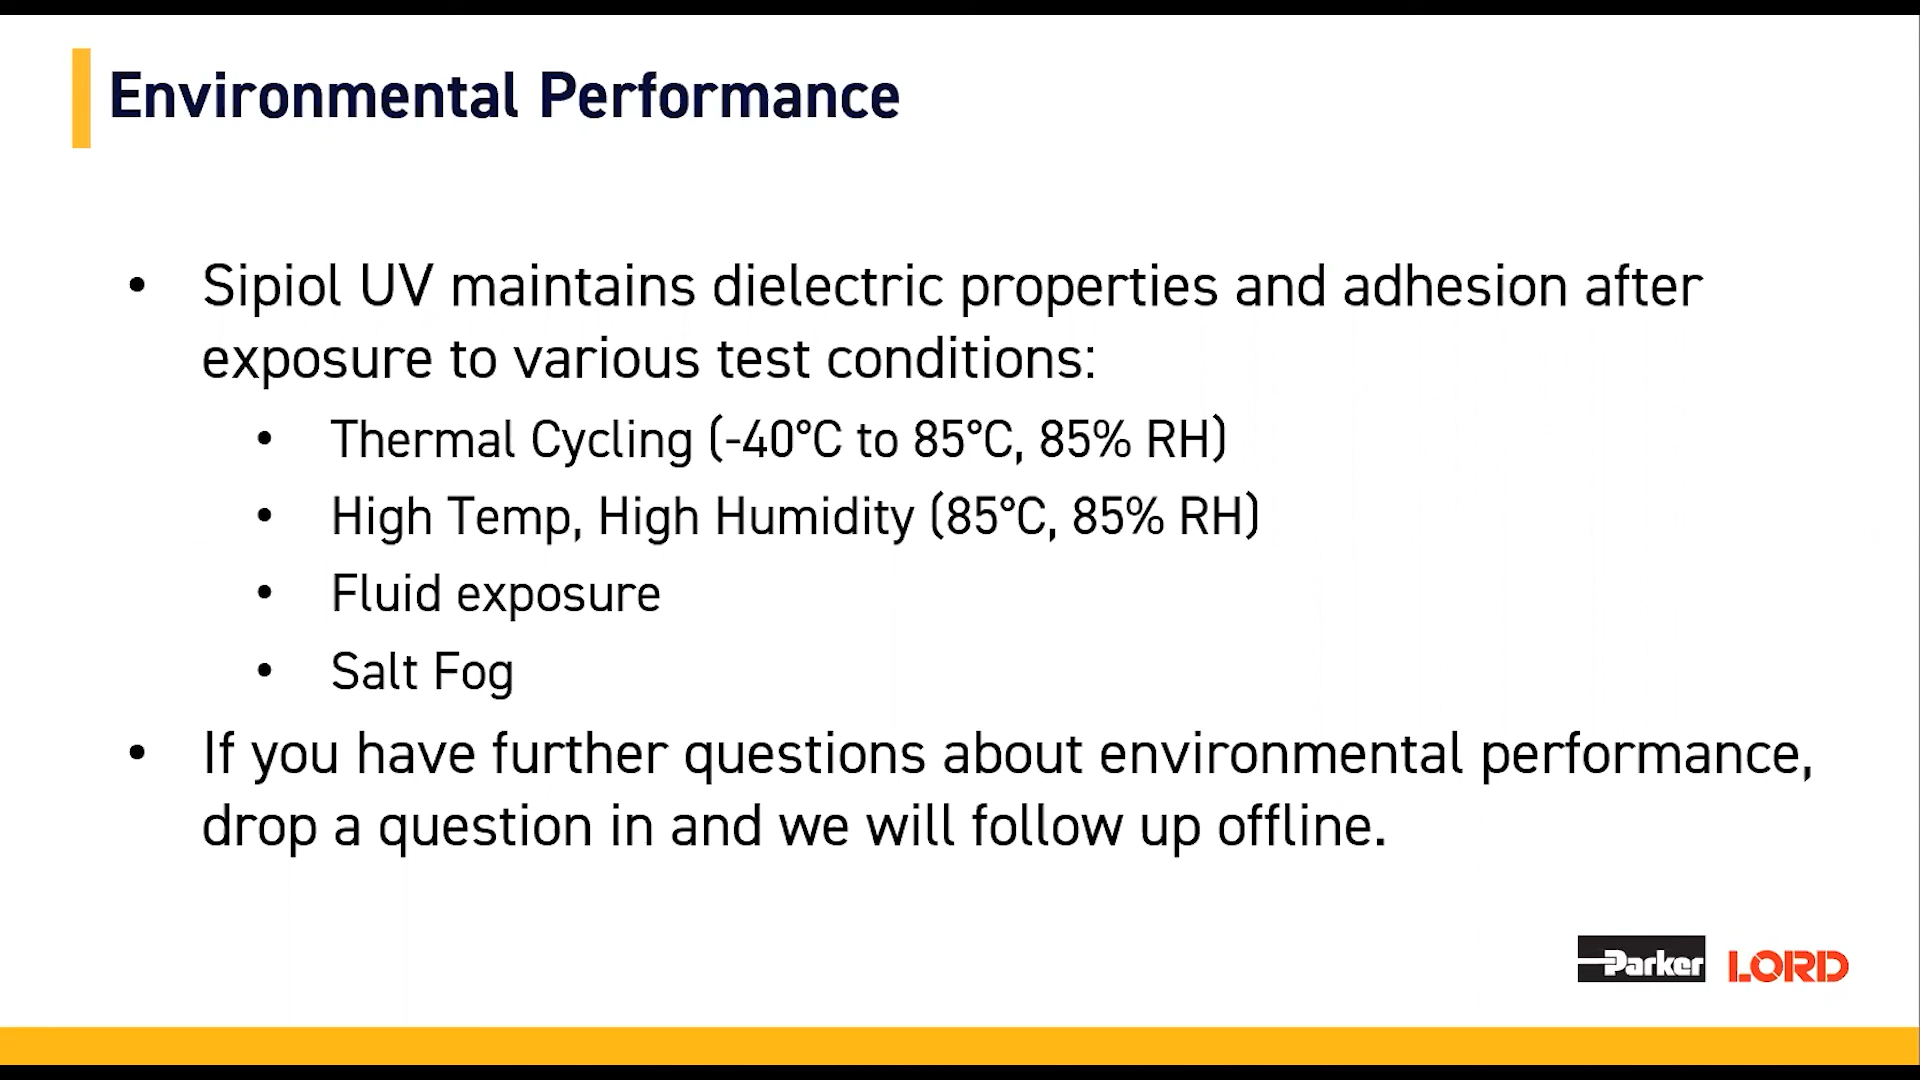 Environmental Performance
• Sipiol UV maintains dielectric properties and adhesion after
exposure to various test conditions:
• Thermal Cycling (-40°C to 85°C, 85% RH)
• High Temp, High Humidity (85°C, 85% RH)
• Fluid exposure
• Salt Fog
• If you have further questions about environmental performance,
drop a question in and we will follow up offline.
Parker LORD